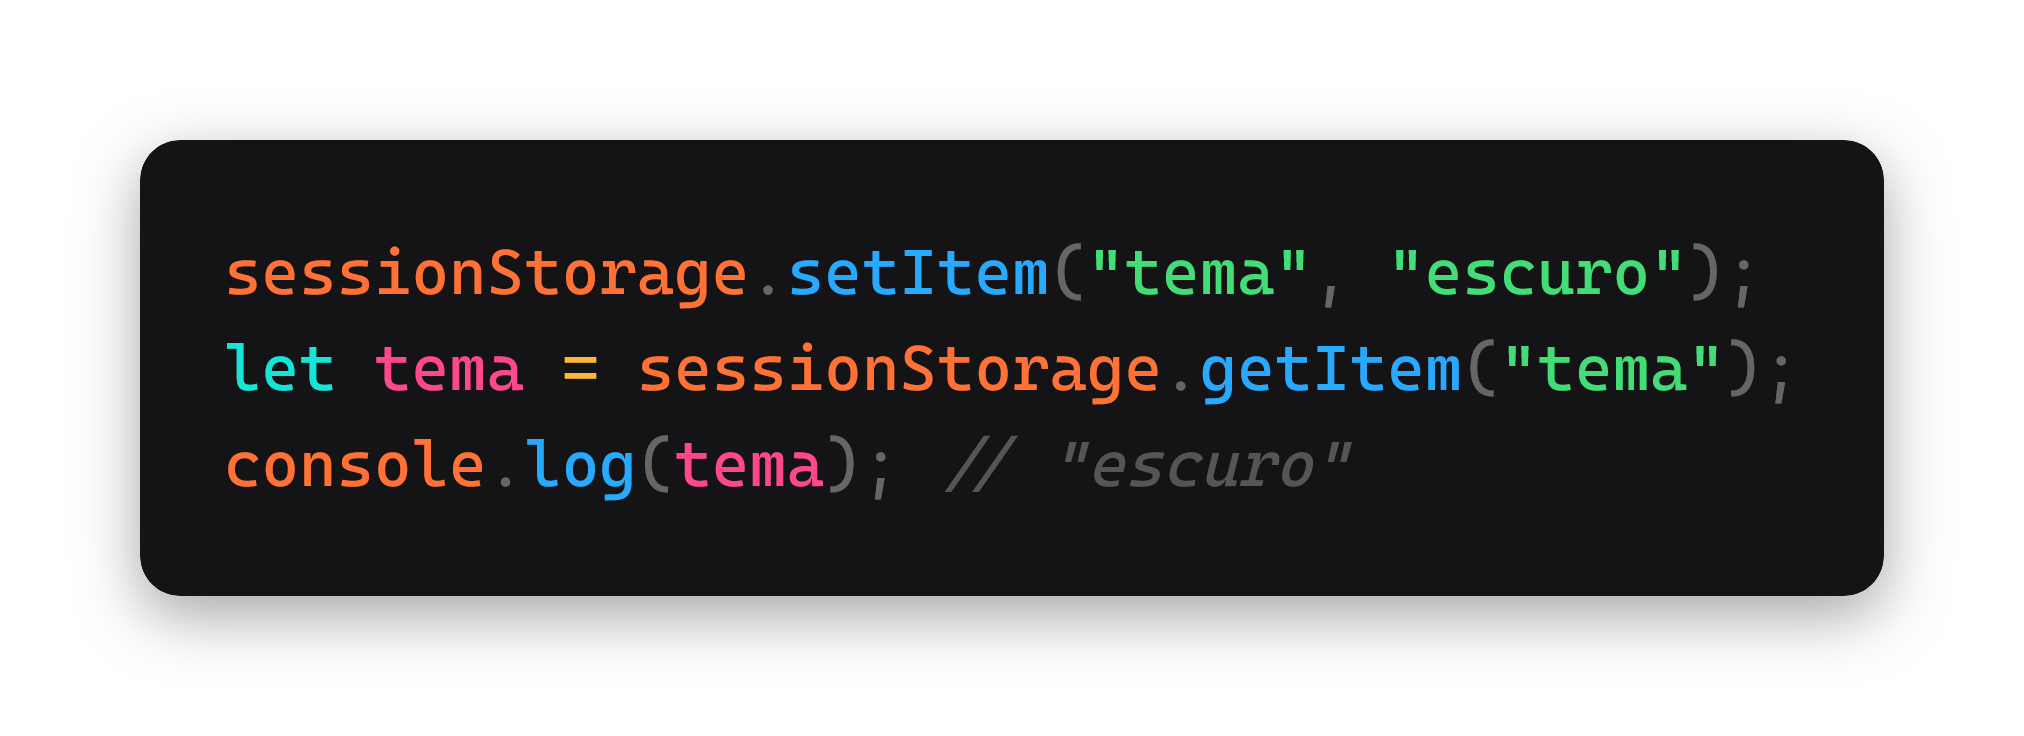 sessionStorage.setItem("tema", "escuro");
let tema = sessionStorage.getItem("tema");
console.log(tema); // "escuro"